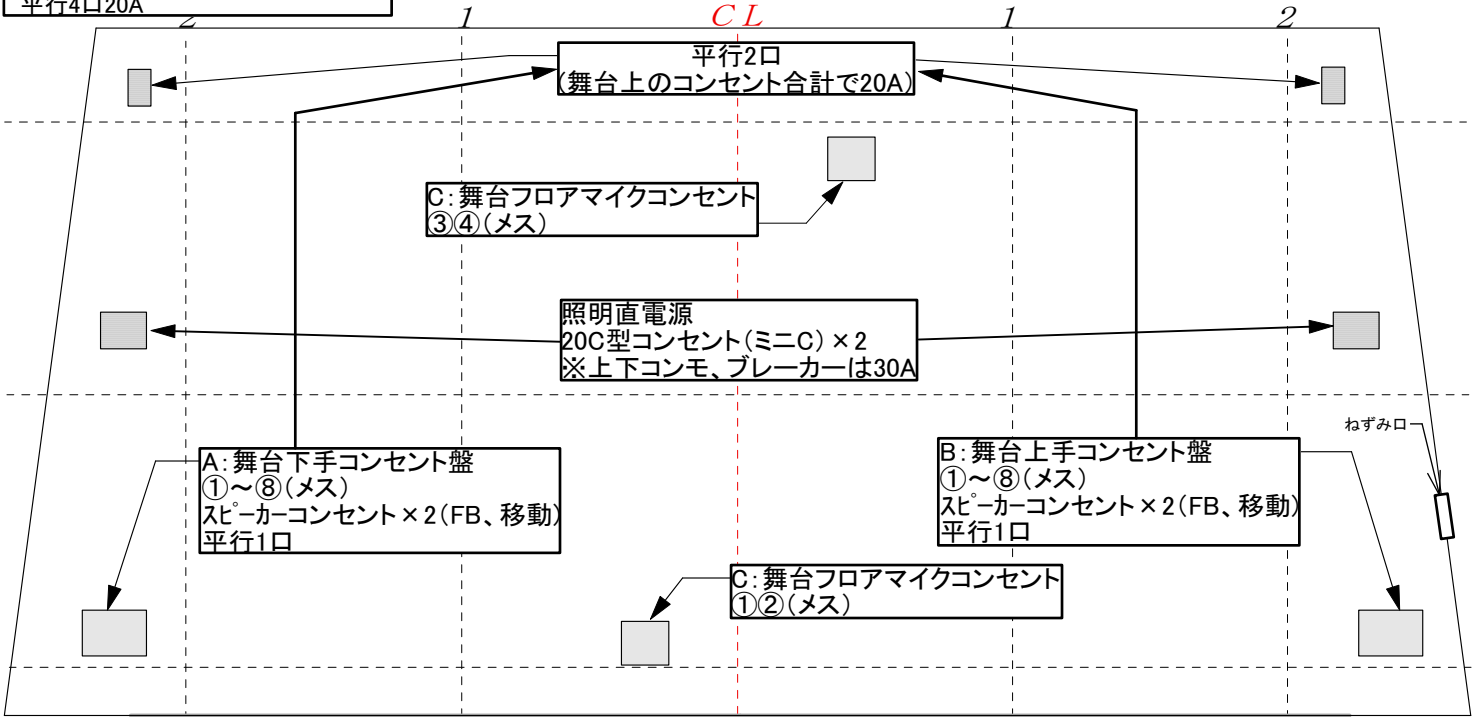 平行4口20A
2
1
CL
1
2
平行2口
(舞台上のコンセント合計で20A)
C:舞台フロアマイクコンセント
③④(メス)
照明直電源
20C型コンセント(ミニC)×2
※上下コンモ、ブレーカーは30A
ねずみ口
A:舞台下手コンセント盤
①～⑧(メス)
スピーカーコンセント×2(FB、移動)
平行1口
B:舞台上手コンセント盤
①～⑧(メス)
スピーカーコンセント×2(FB、移動)
平行1口
C:舞台フロアマイクコンセント
①②(メス)